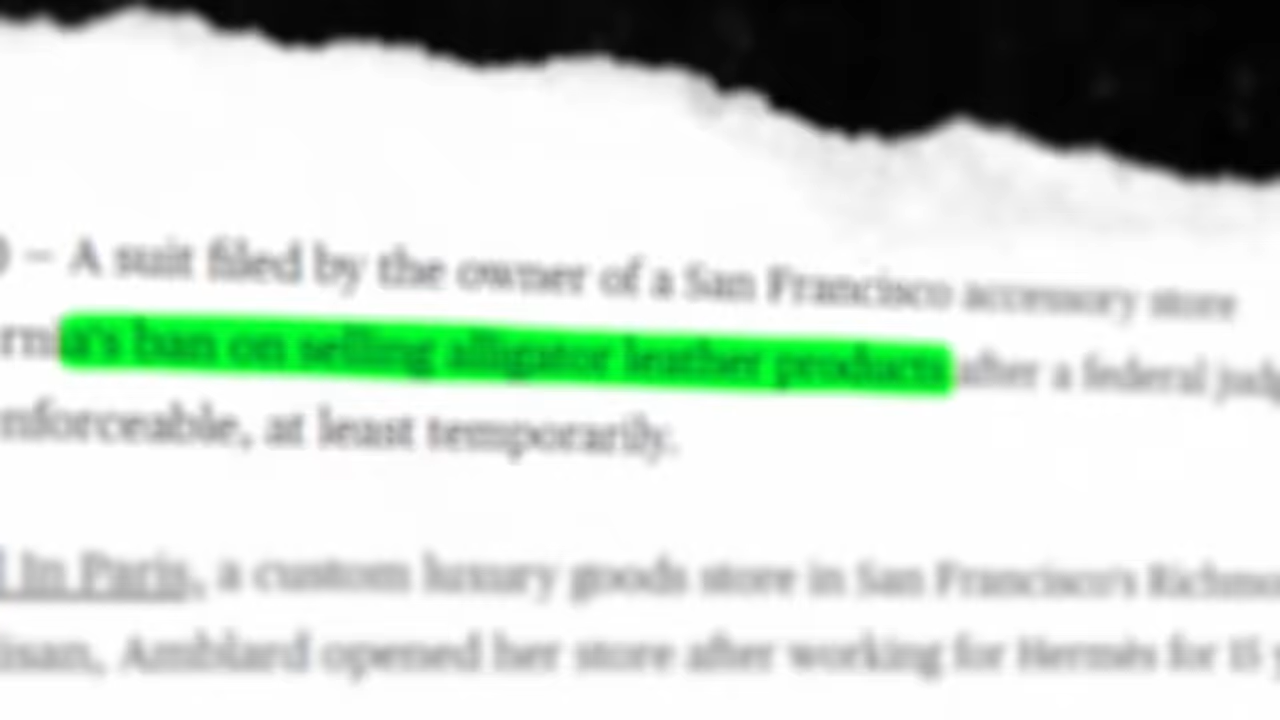 ) – A suit filed by the owner of a San Francisco accessory store
rnia's ban on selling alligator leather products after a federal judg
nforceable, at least temporarily.
l In Paris, a custom luxury goods store in San Francisco's Richmo
isan, Amblard opened her store after working for Hermès for 15 y